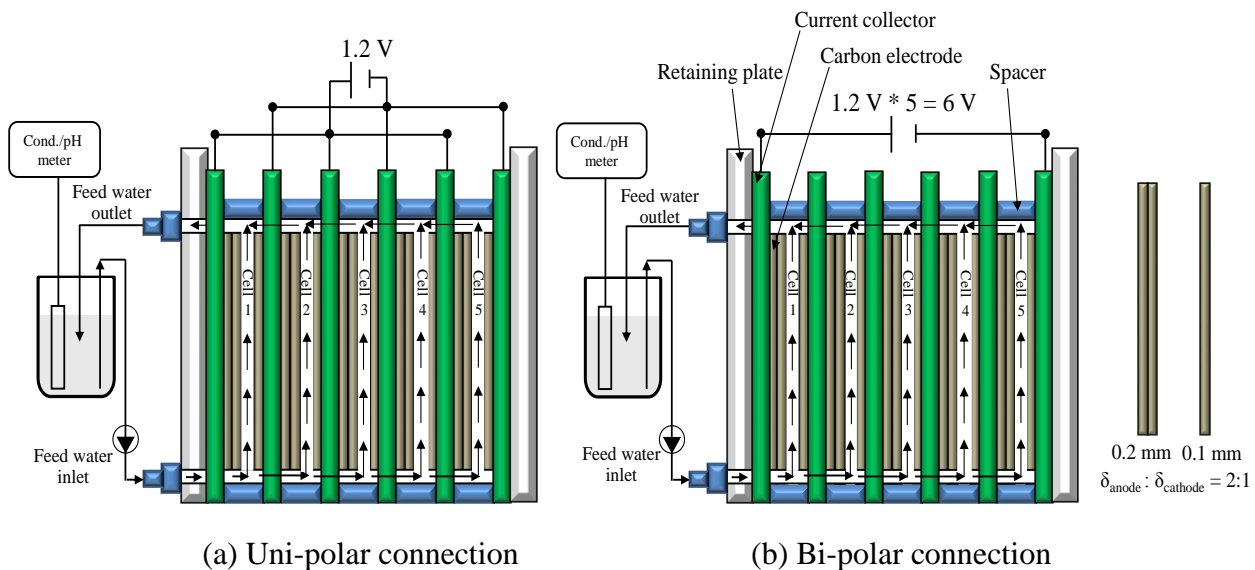 1.2 V
Cond./pH
meter
Feed water
outlet
Cell 1
Cell 2
Cell 3
Cell 4
Cell 5
Feed water
inlet
(a) Uni-polar connection
Current collector
Carbon electrode
Retaining plate
Spacer
1.2 V * 5 = 6 V
Cond./pH
meter
Feed water
outlet
Cell 1
Cell 2
Cell 3
Cell 4
Cell 5
Feed water
inlet
(b) Bi-polar connection
0.2 mm 0.1 mm
δanode : δcathode = 2:1